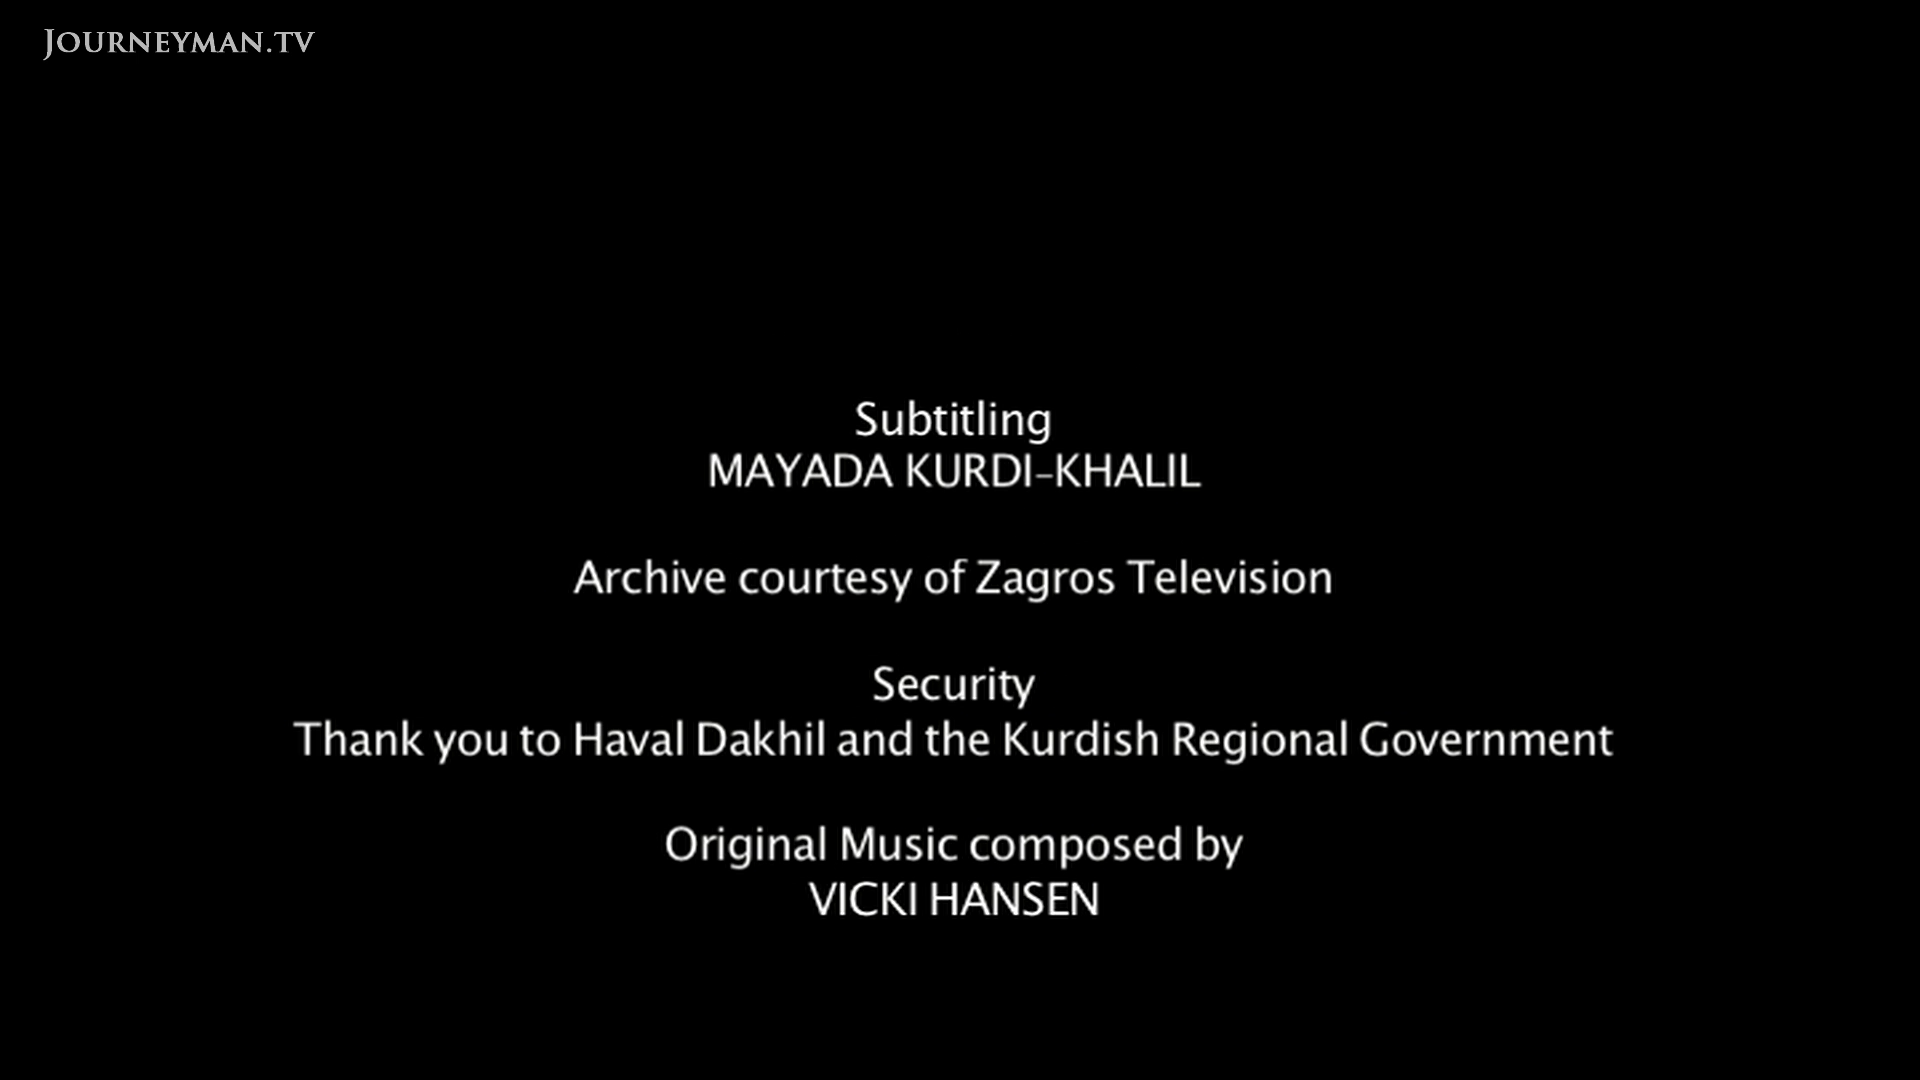 JOURNEYMAN.TV
Subtitling
MAYADA KURDI-KHALIL
Archive courtesy of Zagros Television
Security
Thank you to Haval Dakhil and the Kurdish Regional Government
Original Music composed by
VICKI HANSEN